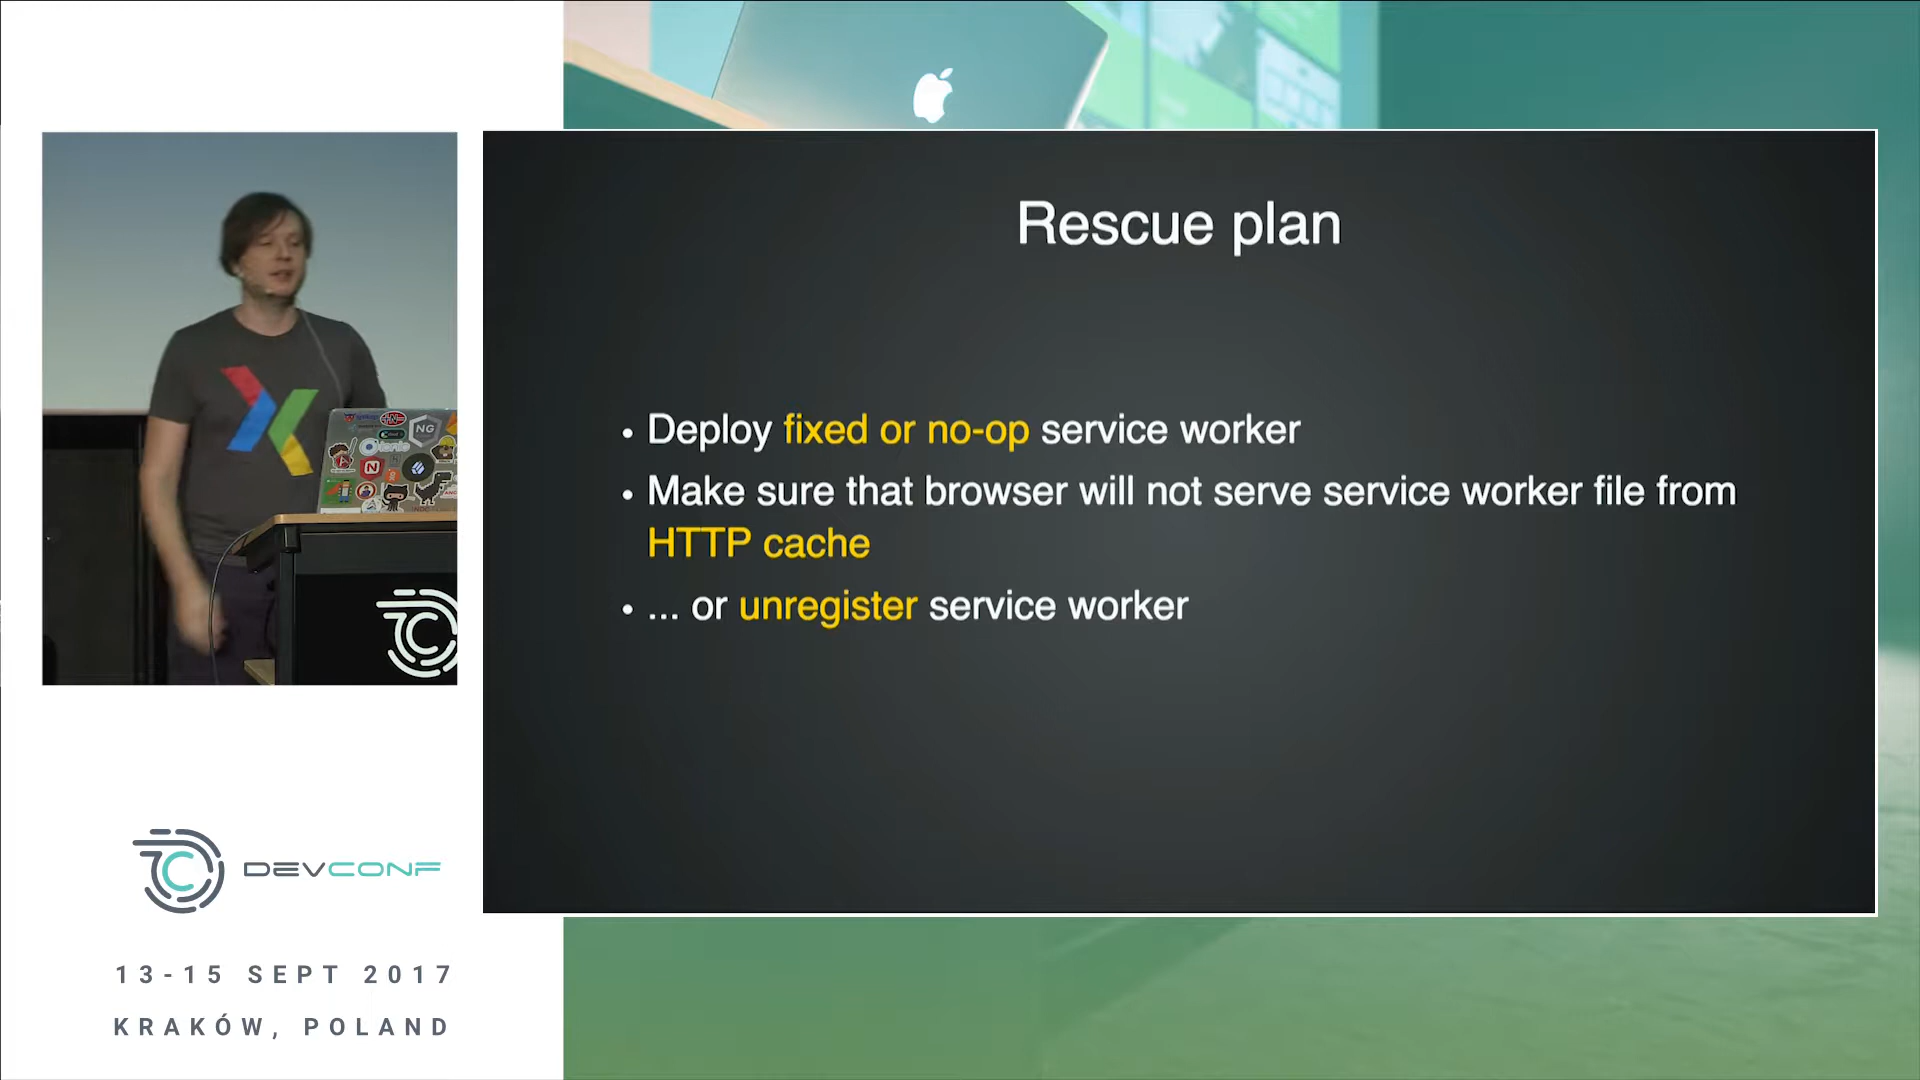 Rescue plan
• Deploy fixed or no-op service worker
• Make sure that browser will not serve service worker file from
HTTP cache
• ... or unregister service worker
NG
DEVCONF
13-15 SEPT 2017
KRAKÓW, POLAND